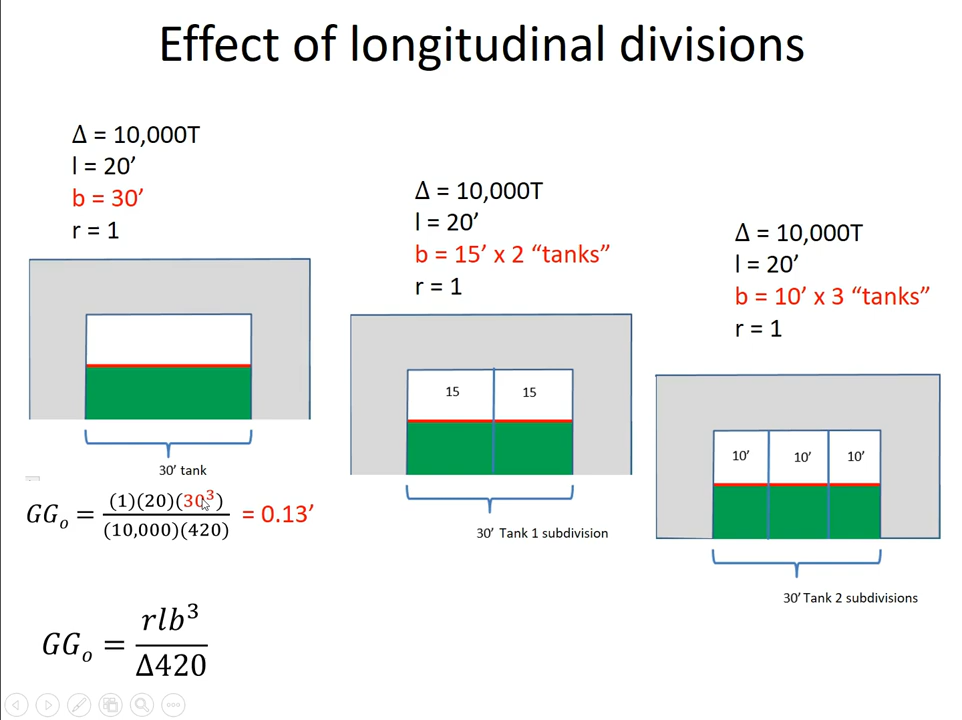 Effect of longitudinal divisions
Δ = 10,000T
l = 20’
b = 30’
r = 1
30’ tank
GGₒ = (1)(20)(30³) / (10,000)(420) = 0.13’
GGₒ = rlb³ / Δ420
Δ = 10,000T
l = 20’
b = 15’ x 2 “tanks”
r = 1
15 15
30’ Tank 1 subdivision
Δ = 10,000T
l = 20’
b = 10’ x 3 “tanks”
r = 1
10’ 10’ 10’
30’ Tank 2 subdivisions